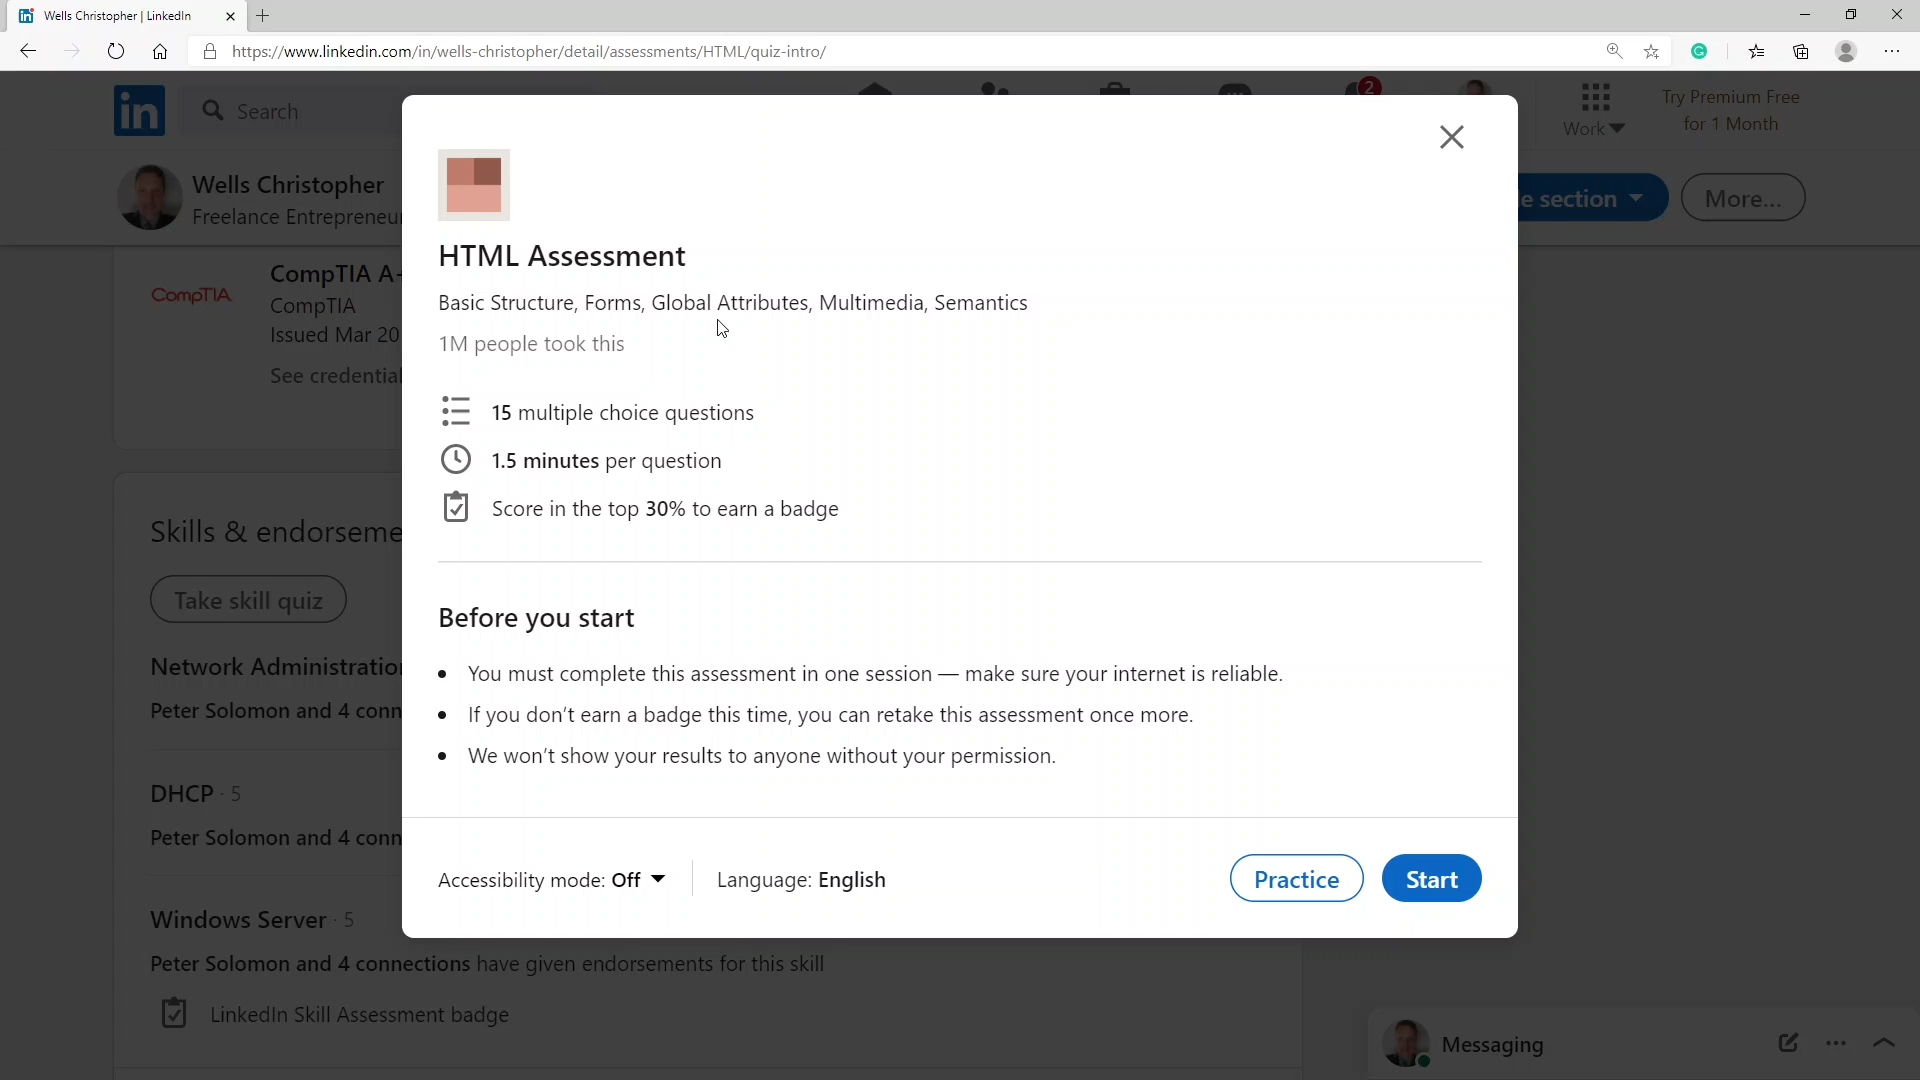 Wells Christopher | LinkedIn
https://www.linkedin.com/in/wells-christopher/detail/assessments/HTML/quiz-intro/
in
Search
2
Work
Try Premium Free
for 1 Month
Wells Christopher
Freelance Entrepreneu
e section
More...
CompTIA
CompTIA A+
CompTIA
Issued Mar 20
See credential
Skills & endorseme
Take skill quiz
Network Administration
Peter Solomon and 4 conn
DHCP · 5
Peter Solomon and 4 conn
Windows Server · 5
Peter Solomon and 4 connections have given endorsements for this skill
LinkedIn Skill Assessment badge
HTML Assessment
Basic Structure, Forms, Global Attributes, Multimedia, Semantics
1M people took this
15 multiple choice questions
1.5 minutes per question
Score in the top 30% to earn a badge
Before you start
• You must complete this assessment in one session — make sure your internet is reliable.
• If you don't earn a badge this time, you can retake this assessment once more.
• We won't show your results to anyone without your permission.
Accessibility mode: Off
Language: English
Practice
Start
Messaging